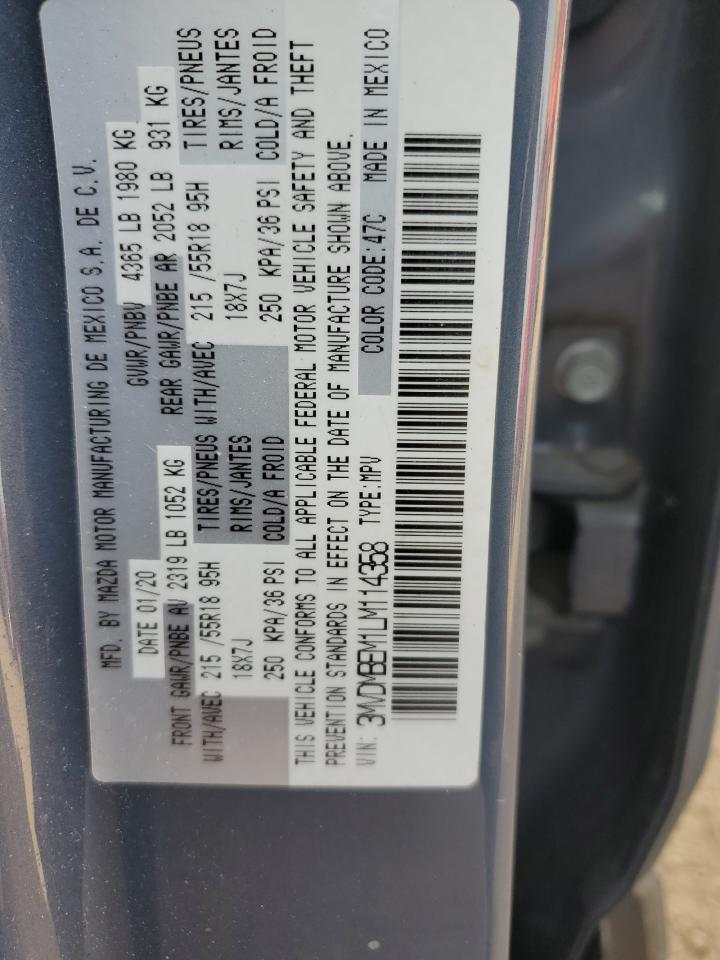 MFD. BY MAZDA MOTOR MANUFACTURING DE MEXICO S.A. DE C.V.
DATE 01/20 GVWR/PNBV 4365 LB 1980 KG
FRONT GAWR/PNBE AV 2319 LB 1052 KG REAR GAWR/PNBE AR 2052 LB 931 KG
WITH/AVEC 215 /55R18 95H TIRES/PNEUS WITH/AVEC 215 /55R18 95H TIRES/PNEUS
18X7J RIMS/JANTES 18X7J RIMS/JANTES
250 KPA/36 PSI COLD/A FROID 250 KPA/36 PSI COLD/A FROID
THIS VEHICLE CONFORMS TO ALL APPLICABLE FEDERAL MOTOR VEHICLE SAFETY AND THEFT
PREVENTION STANDARDS IN EFFECT ON THE DATE OF MANUFACTURE SHOWN ABOVE.
VIN: 3MVDMBEM1LM114358 TYPE:MPV COLOR CODE:47C MADE IN MEXICO